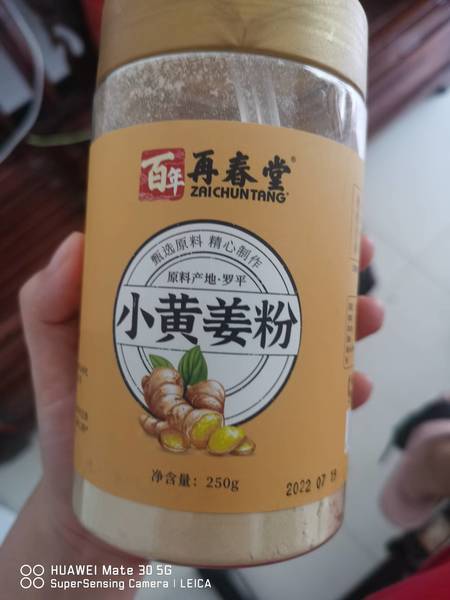 百年 再春堂®
ZAICHUNTANG
甄选原料 精心制作
原料产地·罗平
小黄姜粉
净含量: 250g
2022 07 19
HUAWEI Mate 30 5G
SuperSensing Camera | LEICA